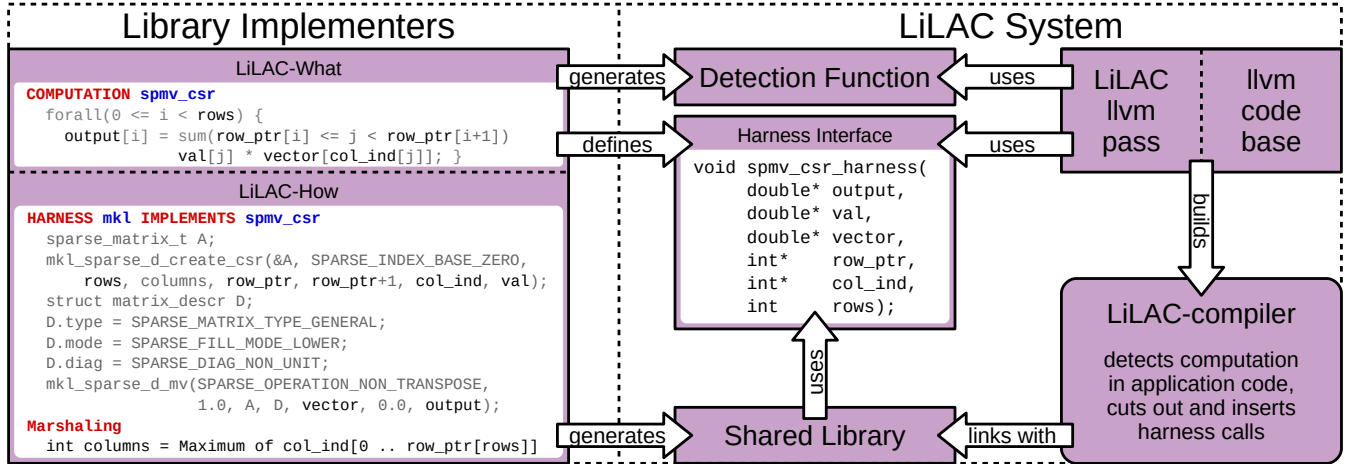 Library Implementers
LiLAC-What
COMPUTATION spmv_csr
forall(0 <= i < rows) {
output[i] = sum(row_ptr[i] <= j < row_ptr[i+1])
val[j] * vector[col_ind[j]]; }
LiLAC-How
HARNESS mkl IMPLEMENTS spmv_csr
sparse_matrix_t A;
mkl_sparse_d_create_csr(&A, SPARSE_INDEX_BASE_ZERO,
rows, columns, row_ptr, row_ptr+1, col_ind, val);
struct matrix_descr D;
D.type = SPARSE_MATRIX_TYPE_GENERAL;
D.mode = SPARSE_FILL_MODE_LOWER;
D.diag = SPARSE_DIAG_NON_UNIT;
mkl_sparse_d_mv(SPARSE_OPERATION_NON_TRANSPOSE,
1.0, A, D, vector, 0.0, output);
Marshaling
int columns = Maximum of col_ind[0 .. row_ptr[rows]]
generates
defines
generates
LiLAC System
Detection Function
Harness Interface
void spmv_csr_harness(
double* output,
double* val,
double* vector,
int* row_ptr,
int* col_ind,
int rows);
uses
Shared Library
uses
uses
links with
LiLAC
llvm
pass
llvm
code
base
builds
LiLAC-compiler
detects computation
in application code,
cuts out and inserts
harness calls